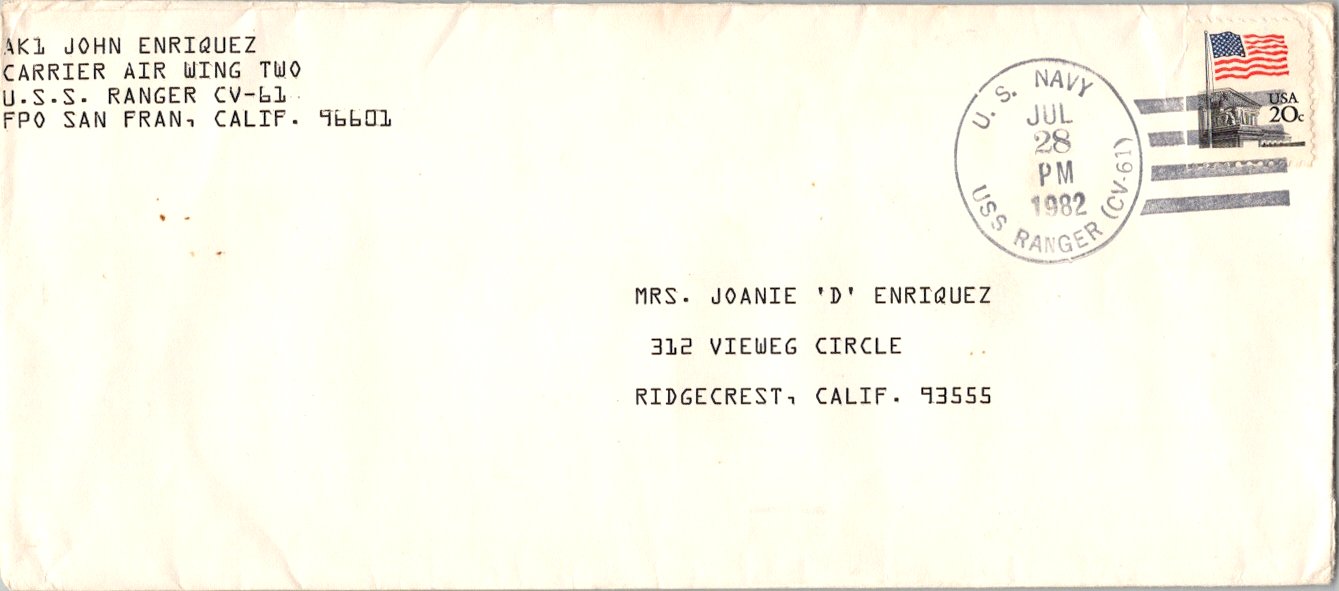 AK1 JOHN ENRIQUEZ
CARRIER AIR WING TWO
U.S.S. RANGER CV-61
FPO SAN FRAN, CALIF. 96601
U. S. NAVY
JUL
28
PM
1982
USS RANGER (CV-61)
USA
20c
MRS. JOANIE 'D' ENRIQUEZ
312 VIEWEG CIRCLE
RIDGECREST, CALIF. 93555